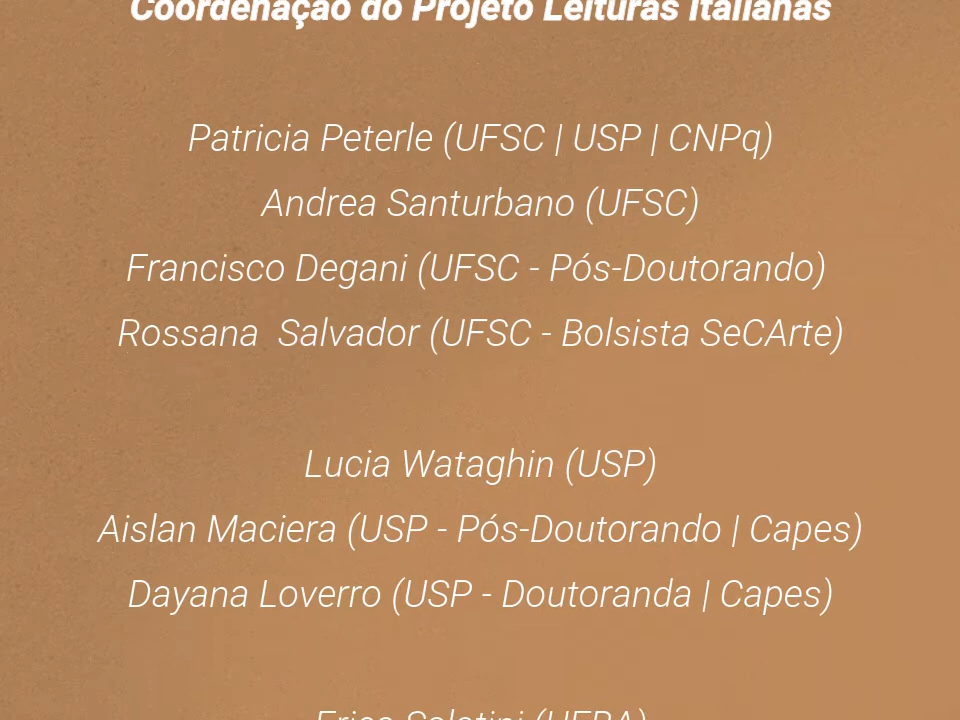 Coordenação do Projeto Leituras Italianas
Patricia Peterle (UFSC | USP | CNPq)
Andrea Santurbano (UFSC)
Francisco Degani (UFSC - Pós-Doutorando)
Rossana Salvador (UFSC - Bolsista SeCArte)
Lucia Wataghin (USP)
Aislan Maciera (USP - Pós-Doutorando | Capes)
Dayana Loverro (USP - Doutoranda | Capes)